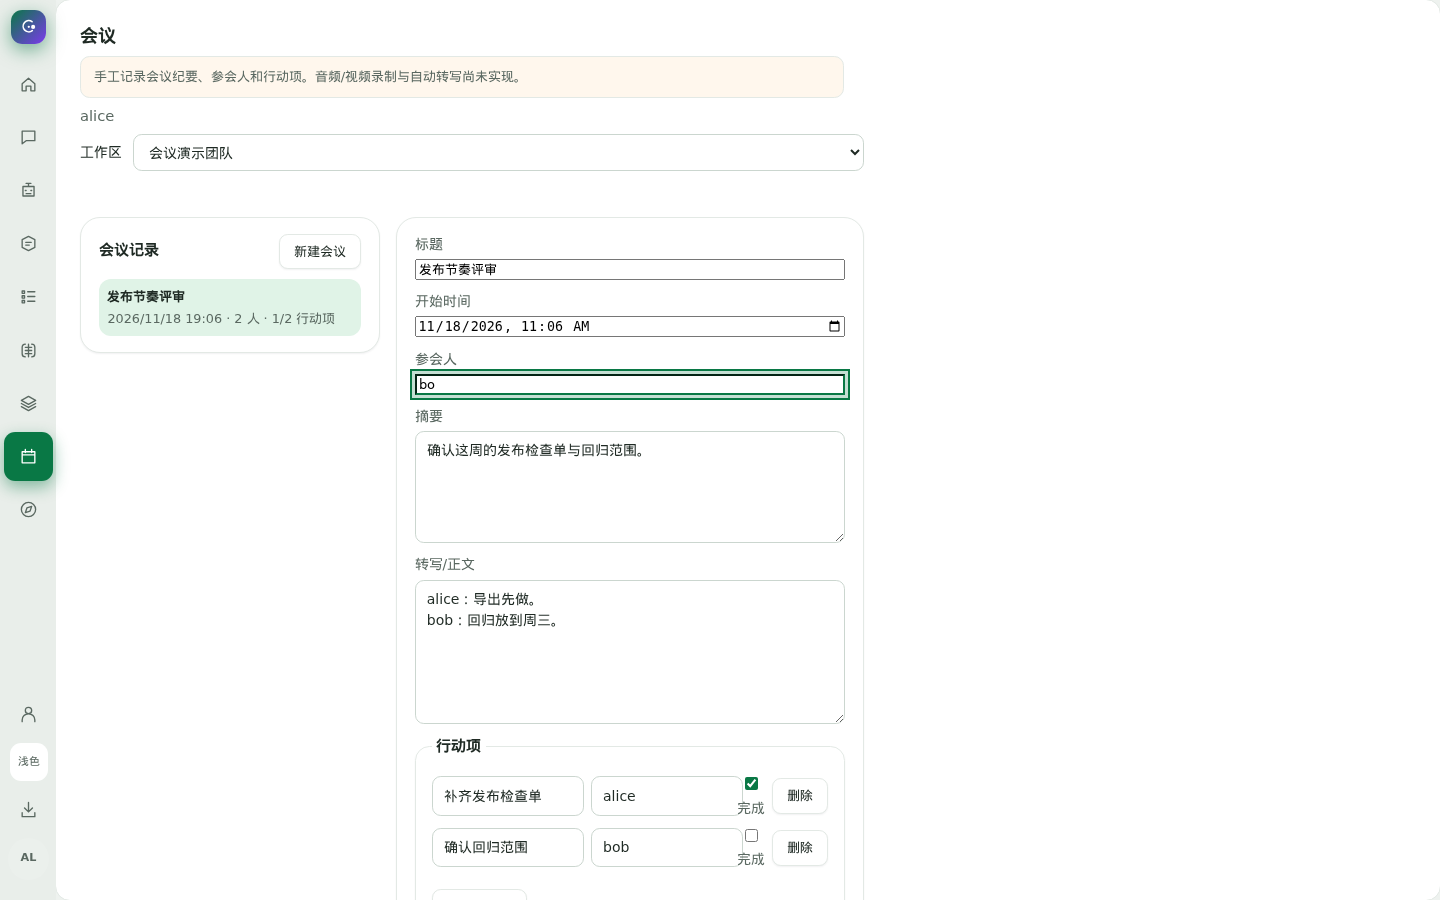 会议
手工记录会议纪要、参会人和行动项。音频/视频录制与自动转写尚未实现。
alice
工作区
会议演示团队
会议记录
新建会议
发布节奏评审
2026/11/18 19:06 · 2 人 · 1/2 行动项
标题
发布节奏评审
开始时间
11/18/2026, 11:06 AM
参会人
bo
摘要
确认这周的发布检查单与回归范围。
转写/正文
alice：导出先做。
bob：回归放到周三。
行动项
补齐发布检查单
alice
完成
删除
确认回归范围
bob
完成
删除
浅色
AL